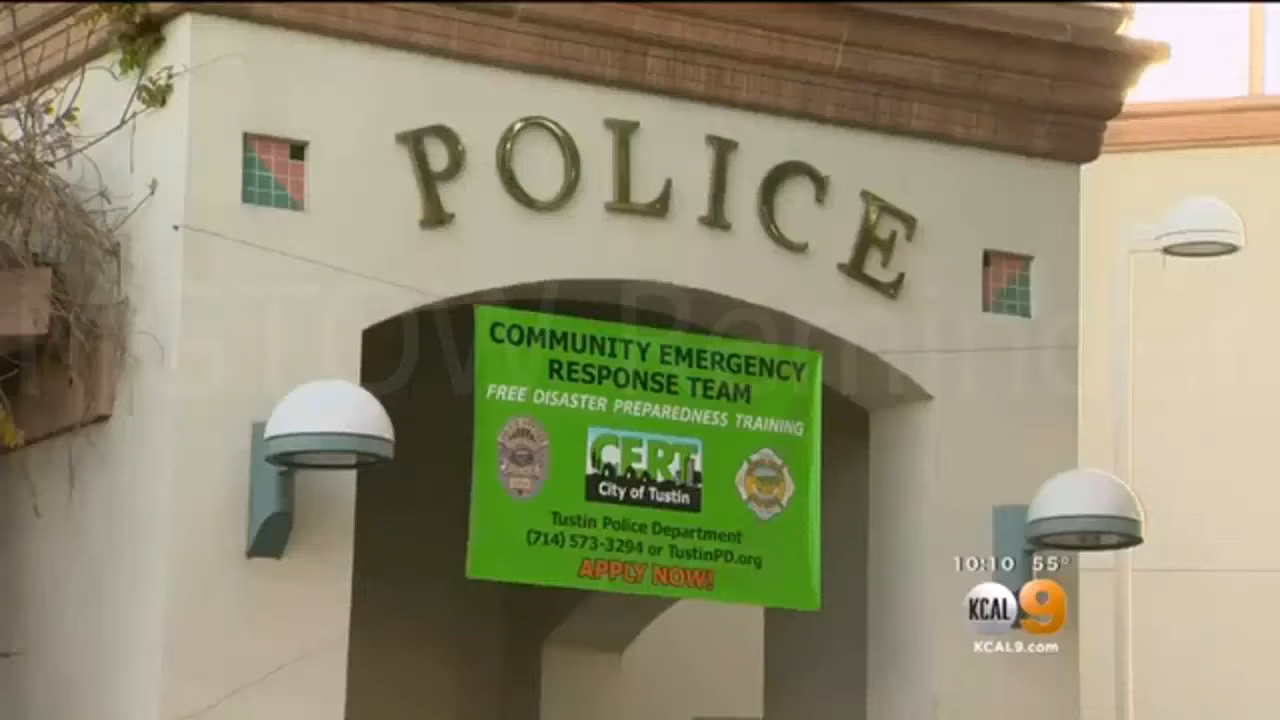 POLICE
COMMUNITY EMERGENCY
RESPONSE TEAM
FREE DISASTER PREPAREDNESS TRAINING
CERT
City of Tustin
Tustin Police Department
(714) 573-3294 or TustinPD.org
APPLY NOW!
10:10 55°
KCAL 9
KCAL9.com